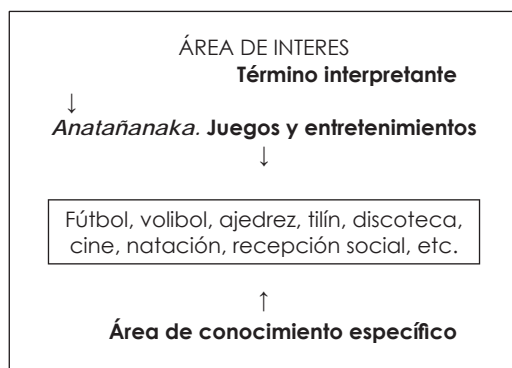 ÁREA DE INTERES
Término interpretante
↓
Anatañanaka. Juegos y entretenimientos
↓
Fútbol, volibol, ajedrez, tilín, discoteca,
cine, natación, recepción social, etc.
↑
Área de conocimiento específico